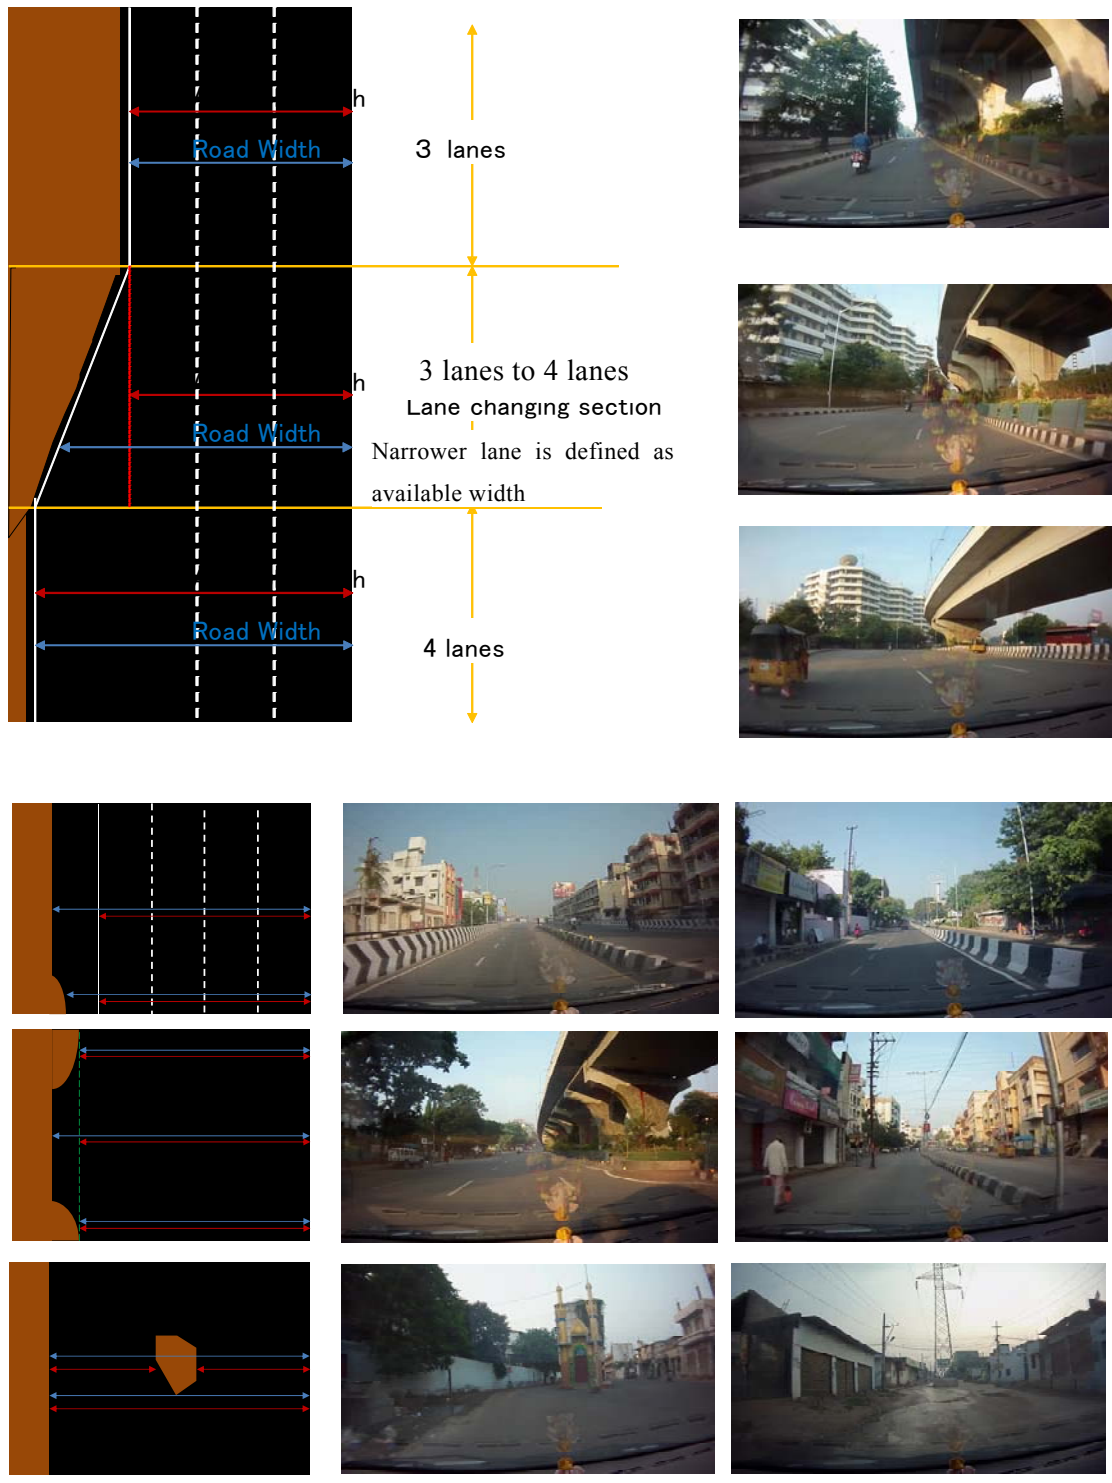 h
Road Width
3 lanes
h
3 lanes to 4 lanes
Lane changing section
Road Width
Narrower lane is defined as
available width
h
Road Width
4 lanes